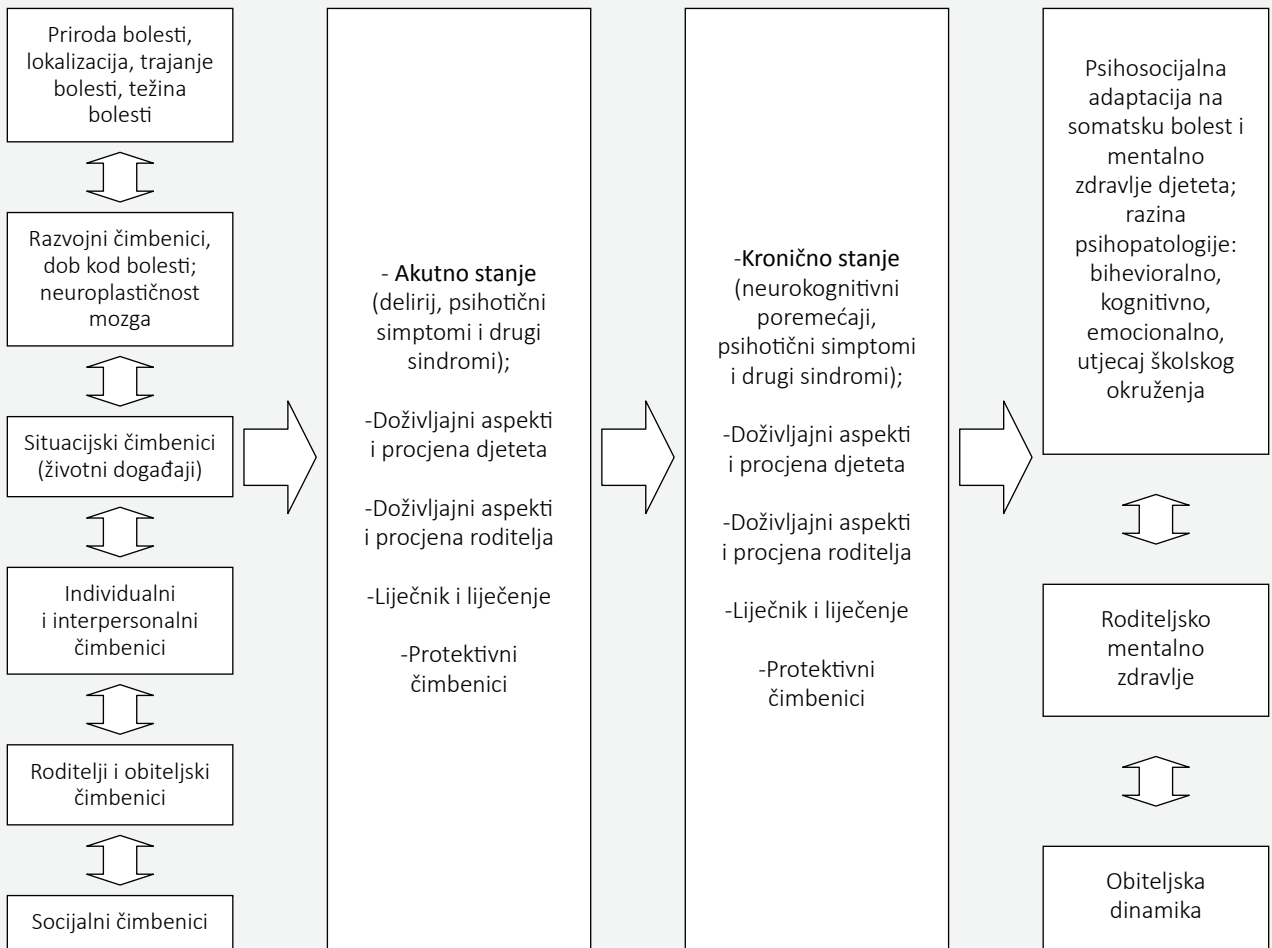 Priroda bolesti,
lokalizacija, trajanje
bolesti, težina
bolesti
Razvojni čimbenici,
dob kod bolesti;
neuroplastičnost
mozga
Situacijski čimbenici
(životni događaji)
Individualni
i interpersonalni
čimbenici
Roditelji i obiteljski
čimbenici
Socijalni čimbenici
- Akutno stanje
(delirij, psihotični
simptomi i drugi
sindromi);
-Doživljajni aspekti
i procjena djeteta
-Doživljajni aspekti
i procjena roditelja
-Liječnik i liječenje
-Protektivni
čimbenici
-Kronično stanje
(neurokognitivni
poremećaji,
psihotični simptomi
i drugi sindromi);
-Doživljajni aspekti
i procjena djeteta
-Doživljajni aspekti
i procjena roditelja
-Liječnik i liječenje
-Protektivni
čimbenici
Psihosocijalna
adaptacija na
somatsku bolest i
mentalno
zdravlje djeteta;
razina
psihopatologije:
bihevioralno,
kognitivno,
emocionalno,
utjecaj školskog
okruženja
Roditeljsko
mentalno
zdravlje
Obiteljska
dinamika